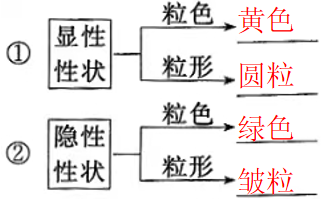 ① 显性性状 粒色 黄色
粒形 圆粒
② 隐性性状 粒色 绿色
粒形 皱粒